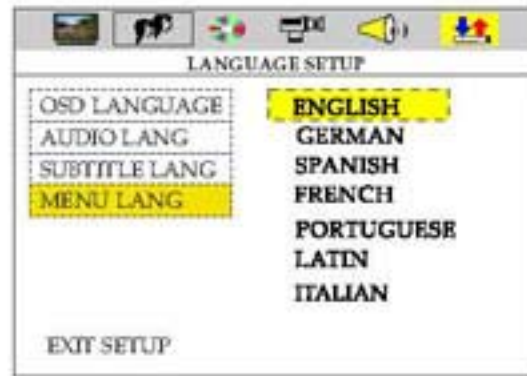 LANGUAGE SETUP
OSD LANGUAGE
AUDIO LANG
SUBTITLE LANG
MENU LANG
ENGLISH
GERMAN
SPANISH
FRENCH
PORTUGUESE
LATIN
ITALIAN
EXIT SETUP